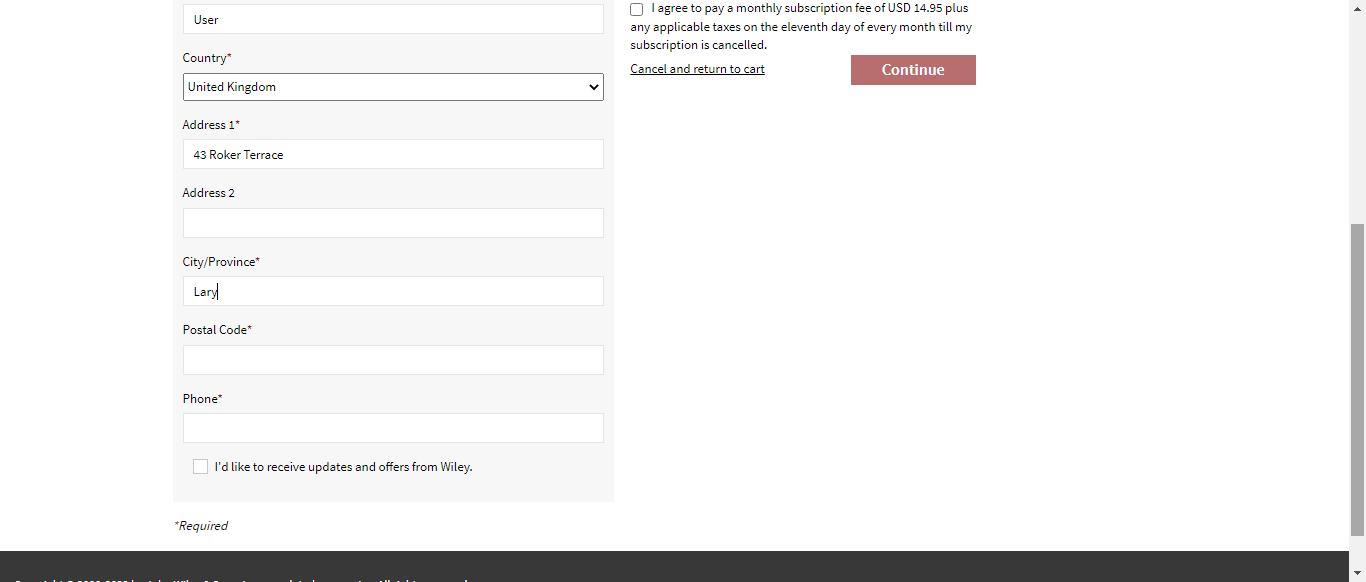 User
Country*
United Kingdom
Address 1*
43 Roker Terrace
Address 2
City/Province*
Lary
Postal Code*
Phone*
I'd like to receive updates and offers from Wiley.
*Required
I agree to pay a monthly subscription fee of USD 14.95 plus
any applicable taxes on the eleventh day of every month till my
subscription is cancelled.
Cancel and return to cart
Continue